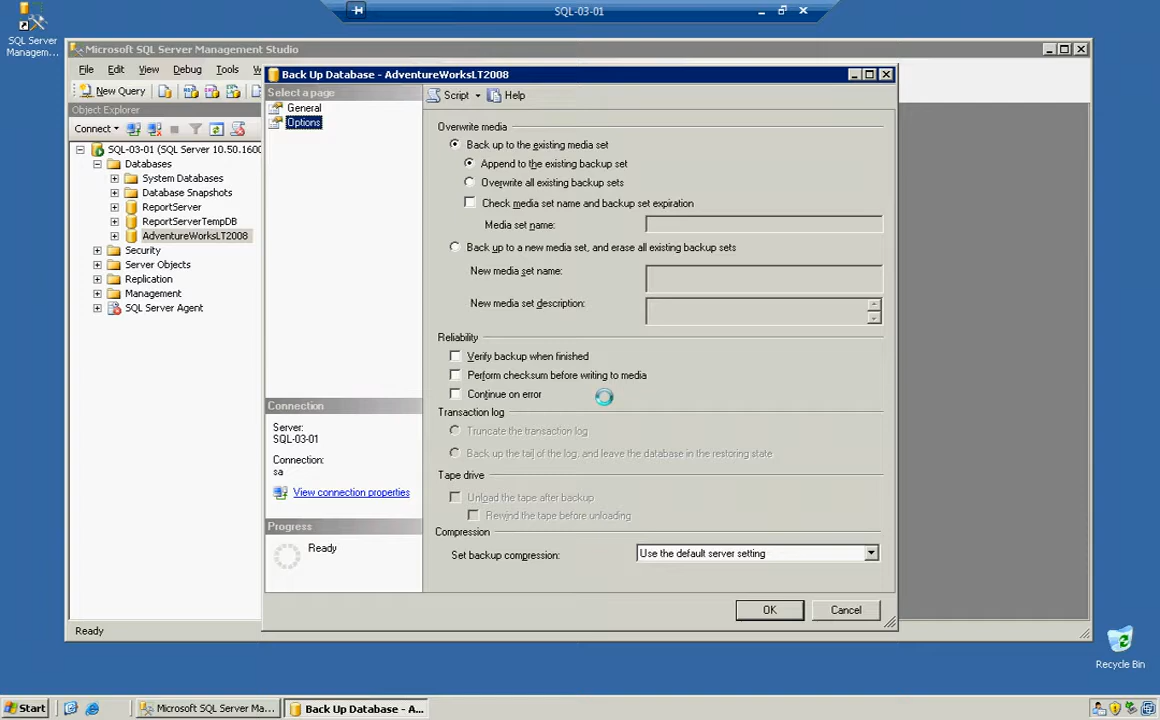 SQL-03-01
SQL Server
Managem...
Microsoft SQL Server Management Studio
File Edit View Debug Tools W
New Query
Object Explorer
Connect
SQL-03-01 (SQL Server 10.50.1600
Databases
System Databases
Database Snapshots
ReportServer
ReportServerTempDB
AdventureWorksLT2008
Security
Server Objects
Replication
Management
SQL Server Agent
Ready
Back Up Database - AdventureWorksLT2008
Select a page
General
Options
Script Help
Overwrite media
Back up to the existing media set
Append to the existing backup set
Overwrite all existing backup sets
Check media set name and backup set expiration
Media set name:
Back up to a new media set, and erase all existing backup sets
New media set name:
New media set description:
Reliability
Verify backup when finished
Perform checksum before writing to media
Continue on error
Transaction log
Truncate the transaction log
Back up the tail of the log, and leave the database in the restoring state
Tape drive
Unload the tape after backup
Rewind the tape before unloading
Compression
Set backup compression: Use the default server setting
Connection
Server:
SQL-03-01
Connection:
sa
View connection properties
Progress
Ready
OK Cancel
Recycle Bin
Start Microsoft SQL Server Ma... Back Up Database - A...